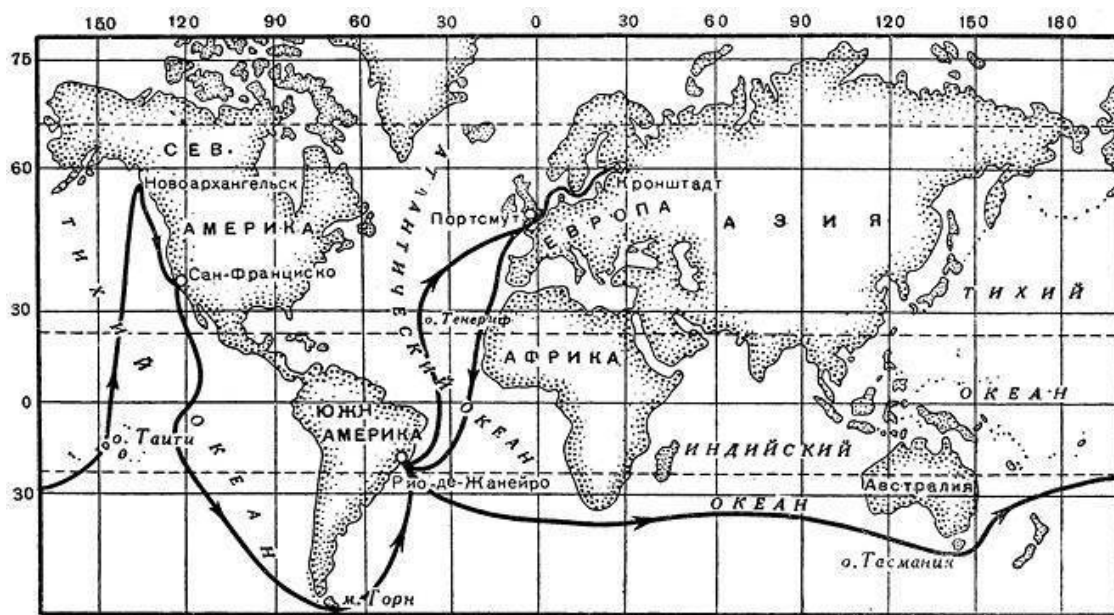 150 120 90 60 30 0 30 60 90 120 150 180
75
60
30
0
30
СЕВ.
АМЕРИКА
Новоархангельск
Сан-Франциско
ТИХИЙ
ОКЕАН
о. Таити
ЮЖН
АМЕРИКА
Рио-де-Жанейро
м. Горн
АТЛАНТИЧЕСКИЙ
ОКЕАН
Портсмут
Кронштадт
ЕВРОПА
АЗИЯ
о. Тенериф
АФРИКА
ИНДИЙСКИЙ
ОКЕАН
ТИХИЙ
ОКЕАН
Австралия
о. Тасмания